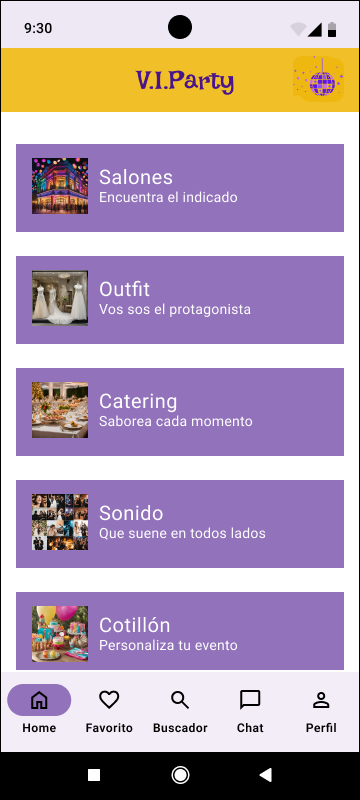 9:30
V.I.Party
Salones
Encuentra el indicado
Outfit
Vos sos el protagonista
Catering
Saborea cada momento
Sonido
Que suene en todos lados
Cotillón
Personaliza tu evento
Home Favorito Buscador Chat Perfil